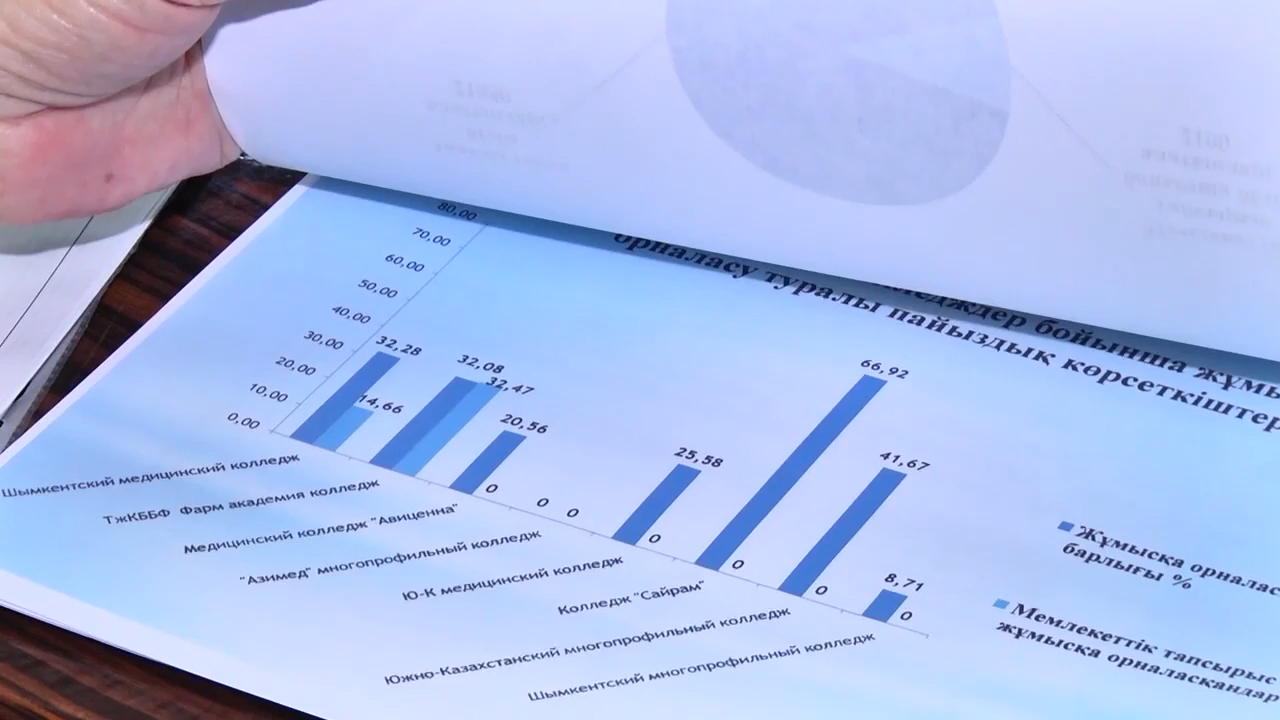 бойынша
орналасу туралы пайыздық көрсеткіштер
80,00
70,00
60,00
50,00
40,00
30,00
20,00
10,00
0,00
32,28
14,66
32,08
32,47
20,56
0
0
0
25,58
0
66,92
0
41,67
0
8,71
0
Шымкентский медицинский колледж
ТжКББФ Фарм академия колледж
Медицинский колледж "Авиценна"
"Азимед" многопрофильный колледж
Ю-К медицинский колледж
Колледж "Сайрам"
Южно-Казахстанский многопрофильный колледж
Шымкентский многопрофильный колледж
Жұмысқа
барлығы %
Мемлекеттік тапсырыс
жұмысқа орналасқандар